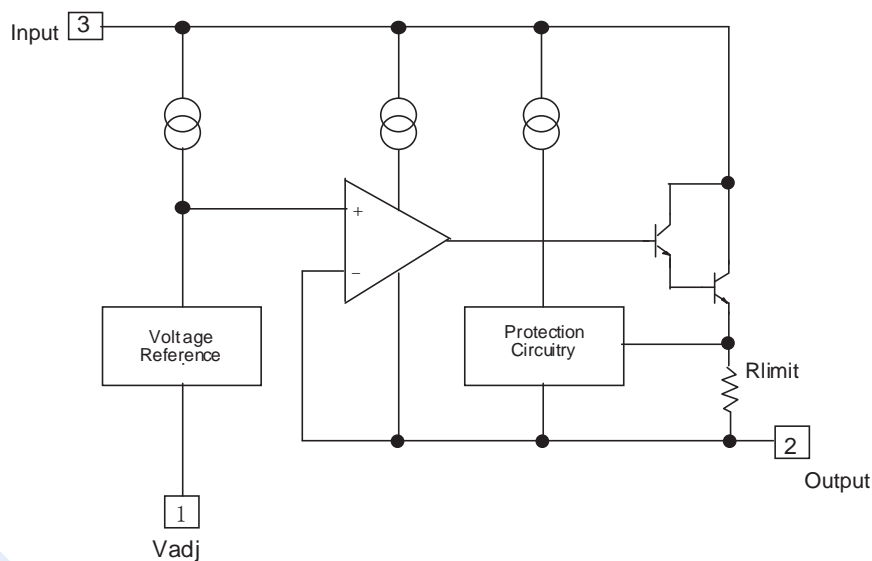 Input 3
+
−
Voltage
Reference
Protection
Circuitry
Rlimit
2
Output
1
Vadj